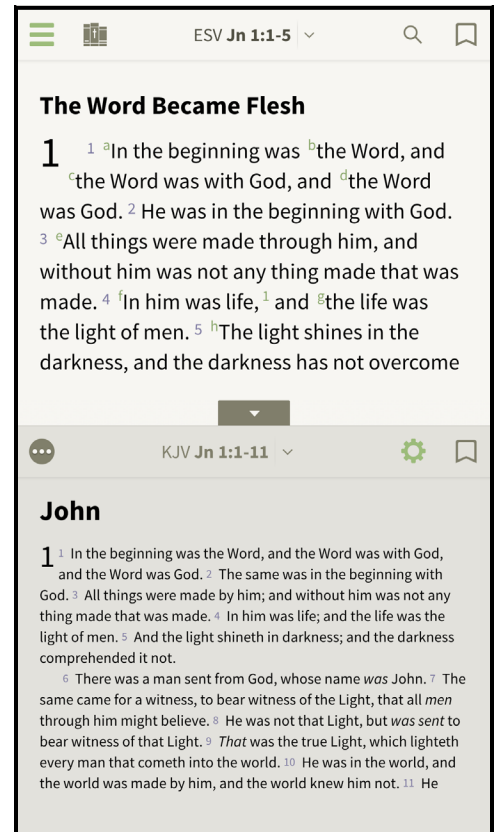 ESV Jn 1:1-5
The Word Became Flesh
1 1 aIn the beginning was bthe Word, and
cthe Word was with God, and dthe Word
was God. 2 He was in the beginning with God.
3 eAll things were made through him, and
without him was not any thing made that was
made. 4 fIn him was life,1 and gthe life was
the light of men. 5 hThe light shines in the
darkness, and the darkness has not overcome
KJV Jn 1:1-11
John
1 1 In the beginning was the Word, and the Word was with God,
and the Word was God. 2 The same was in the beginning with
God. 3 All things were made by him; and without him was not any
thing made that was made. 4 In him was life; and the life was the
light of men. 5 And the light shineth in darkness; and the darkness
comprehended it not.
6 There was a man sent from God, whose name was John. 7 The
same came for a witness, to bear witness of the Light, that all men
through him might believe. 8 He was not that Light, but was sent to
bear witness of that Light. 9 That was the true Light, which lighteth
every man that cometh into the world. 10 He was in the world, and
the world was made by him, and the world knew him not. 11 He